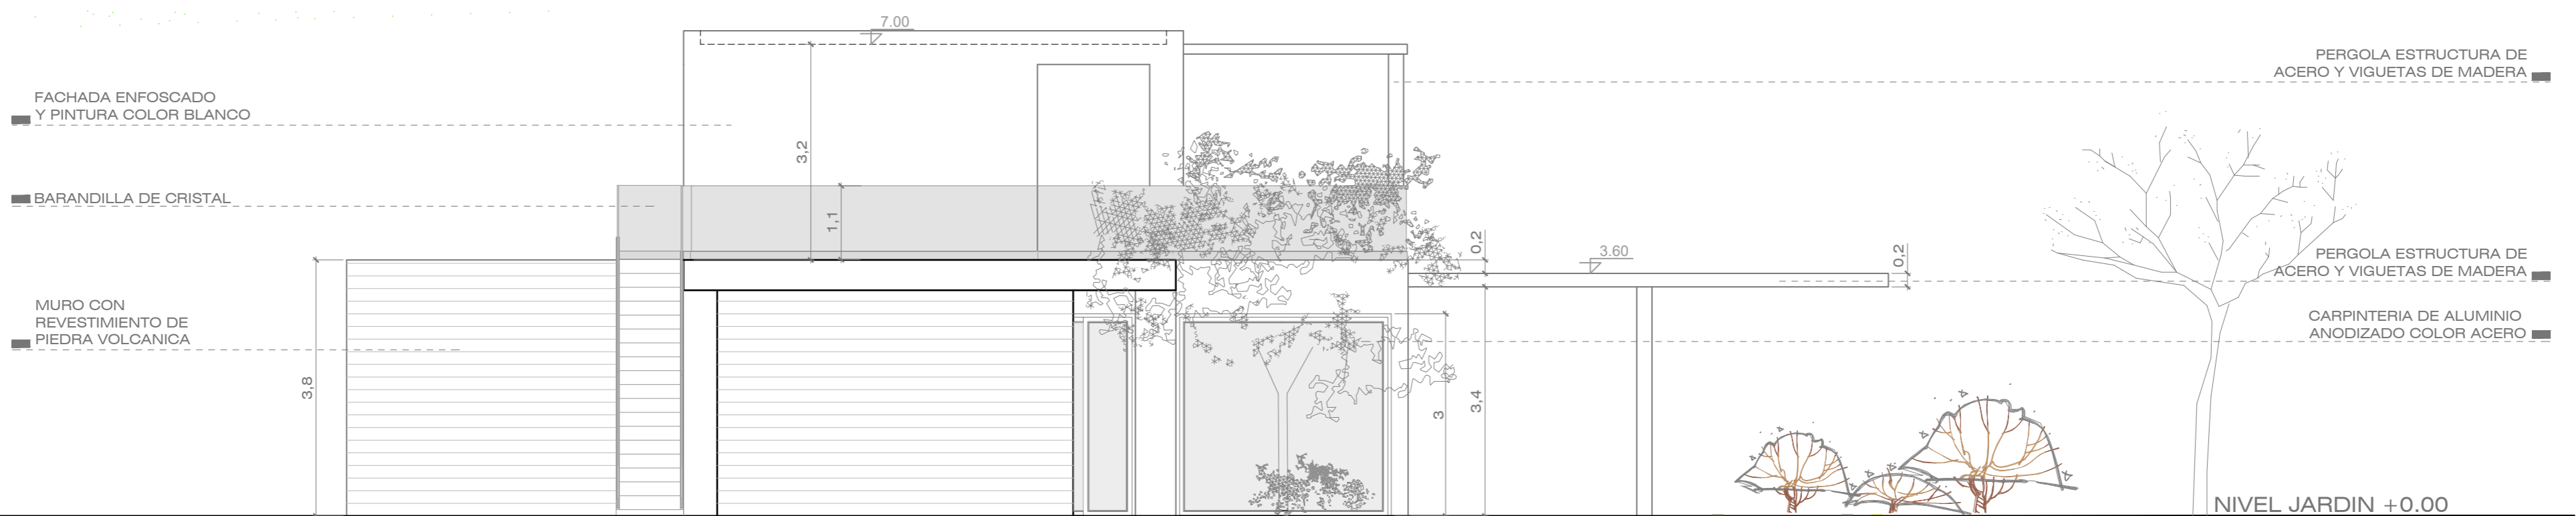 7.00
PERGOLA ESTRUCTURA DE
ACERO Y VIGUETAS DE MADERA
FACHADA ENFOSCADO
Y PINTURA COLOR BLANCO
3,2
BARANDILLA DE CRISTAL
1,1
0,2
3.60
0,2
PERGOLA ESTRUCTURA DE
ACERO Y VIGUETAS DE MADERA
MURO CON
REVESTIMIENTO DE
PIEDRA VOLCANICA
CARPINTERIA DE ALUMINIO
ANODIZADO COLOR ACERO
3,8
3
3,4
NIVEL JARDIN +0.00